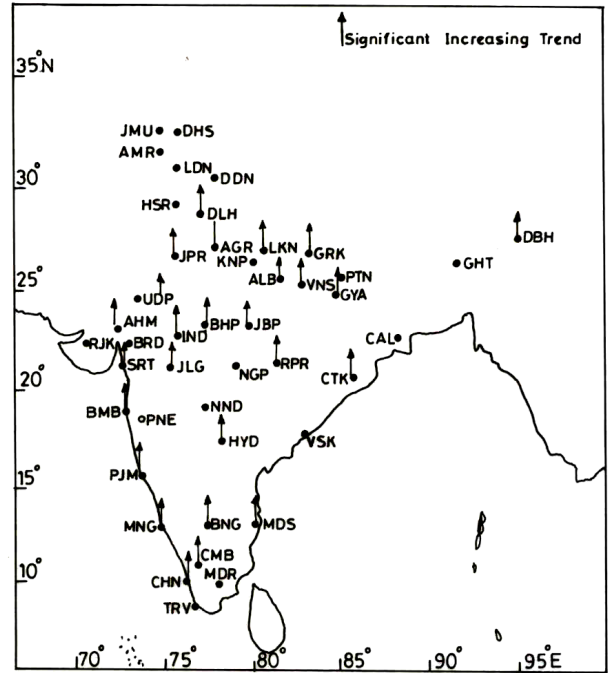 Significant Increasing Trend
35°N
JMU DHS
AMR
LDN
DDN
30°
HSR
DLH
DBH
AGR LKN GRK
JPR
KNP GHT
ALB VNS PTN
GYA
25°
UDP
AHM IND BHP JBP
RJK BRD CAL
SRT JLG NGP RPR
CTK
20°
BMB PNE NND
HYD VSK
PJM
15°
MNG BNG MDS
CMB
CHN MDR
10°
TRV
70° 75° 80° 85° 90° 95°E